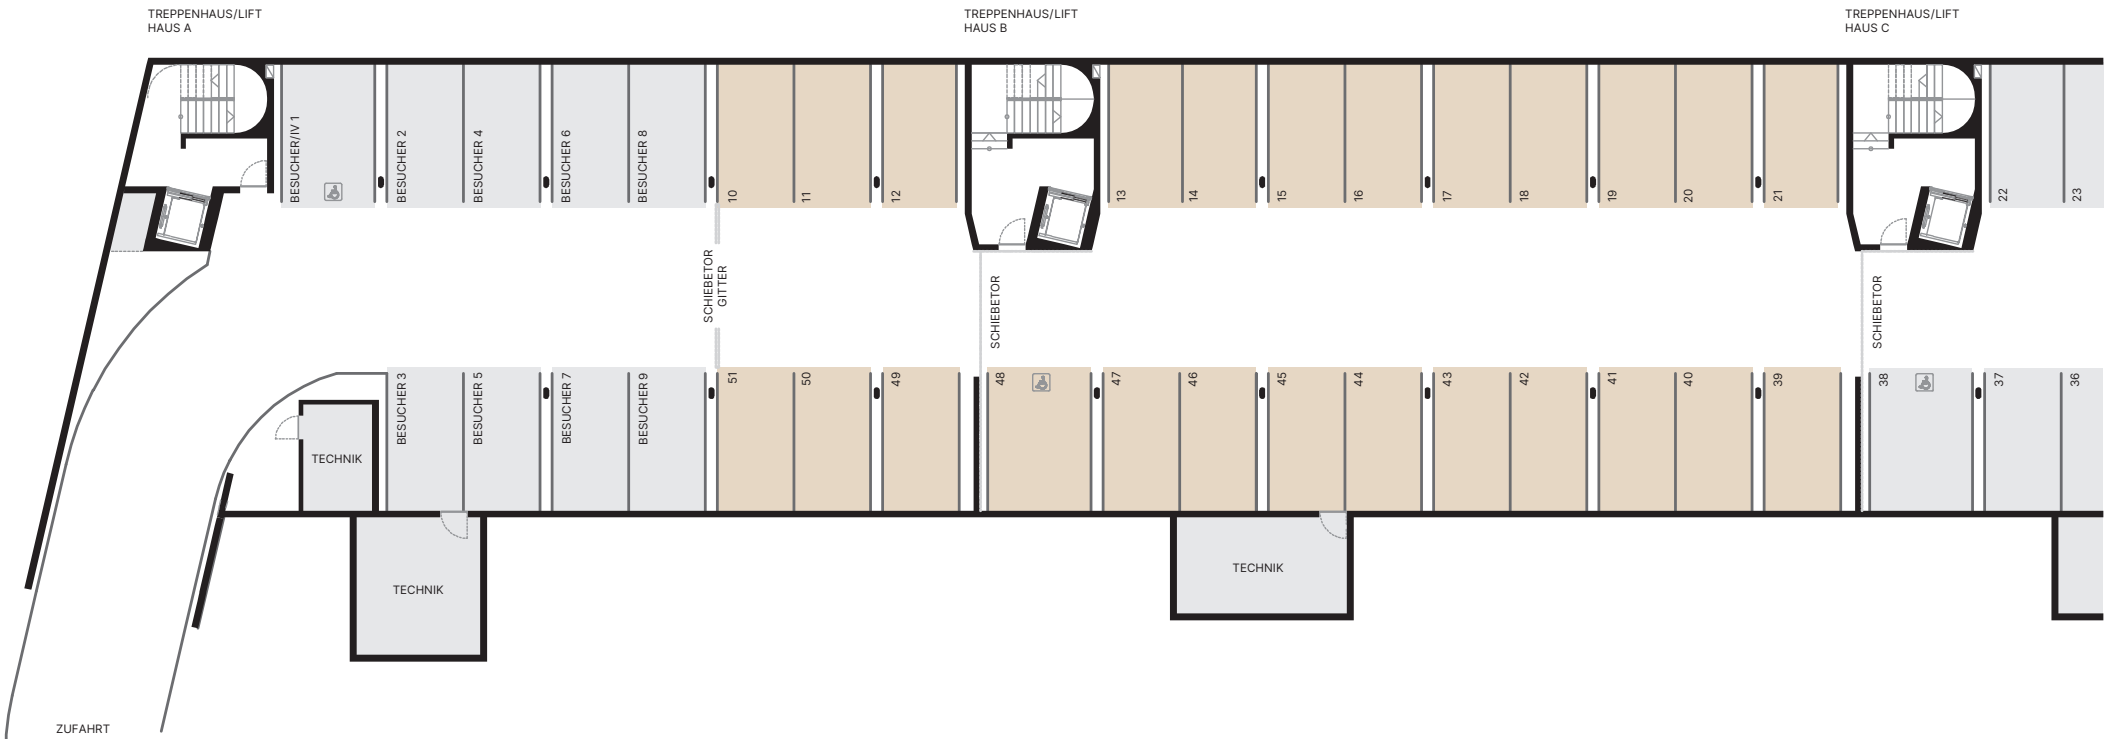 TREPPENHAUS/LIFT
HAUS A
TREPPENHAUS/LIFT
HAUS B
TREPPENHAUS/LIFT
HAUS C
BESUCHER/IV 1
BESUCHER 2
BESUCHER 4
BESUCHER 6
BESUCHER 8
10
11
12
13
14
15
16
17
18
19
20
21
22
23
SCHIEBETOR
GITTER
SCHIEBETOR
SCHIEBETOR
BESUCHER 3
BESUCHER 5
BESUCHER 7
BESUCHER 9
51
50
49
48
47
46
45
44
43
42
41
40
39
38
37
36
TECHNIK
TECHNIK
TECHNIK
ZUFAHRT